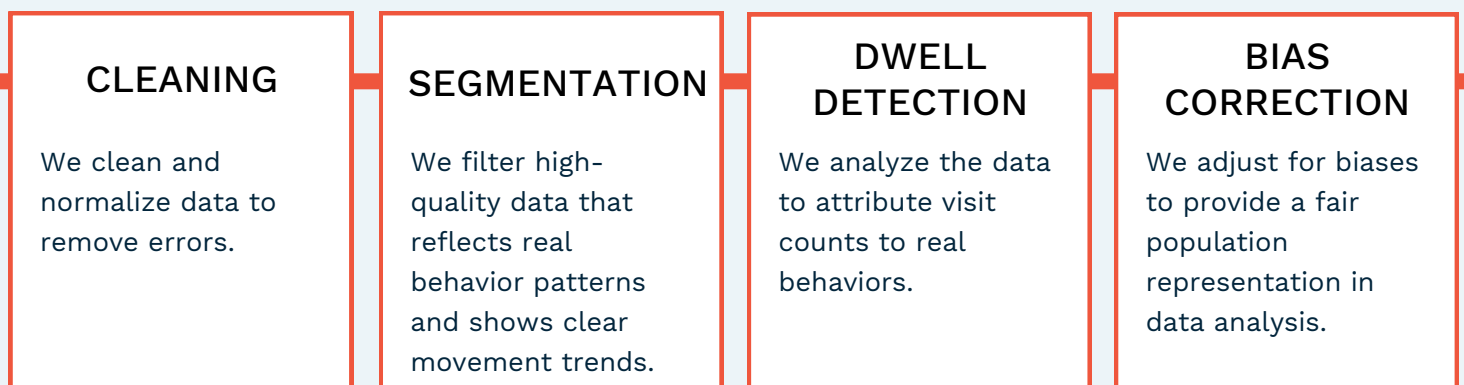 CLEANING
We clean and
normalize data to
remove errors.
SEGMENTATION
We filter high-
quality data that
reflects real
behavior patterns
and shows clear
movement trends.
DWELL
DETECTION
We analyze the data
to attribute visit
counts to real
behaviors.
BIAS
CORRECTION
We adjust for biases
to provide a fair
population
representation in
data analysis.